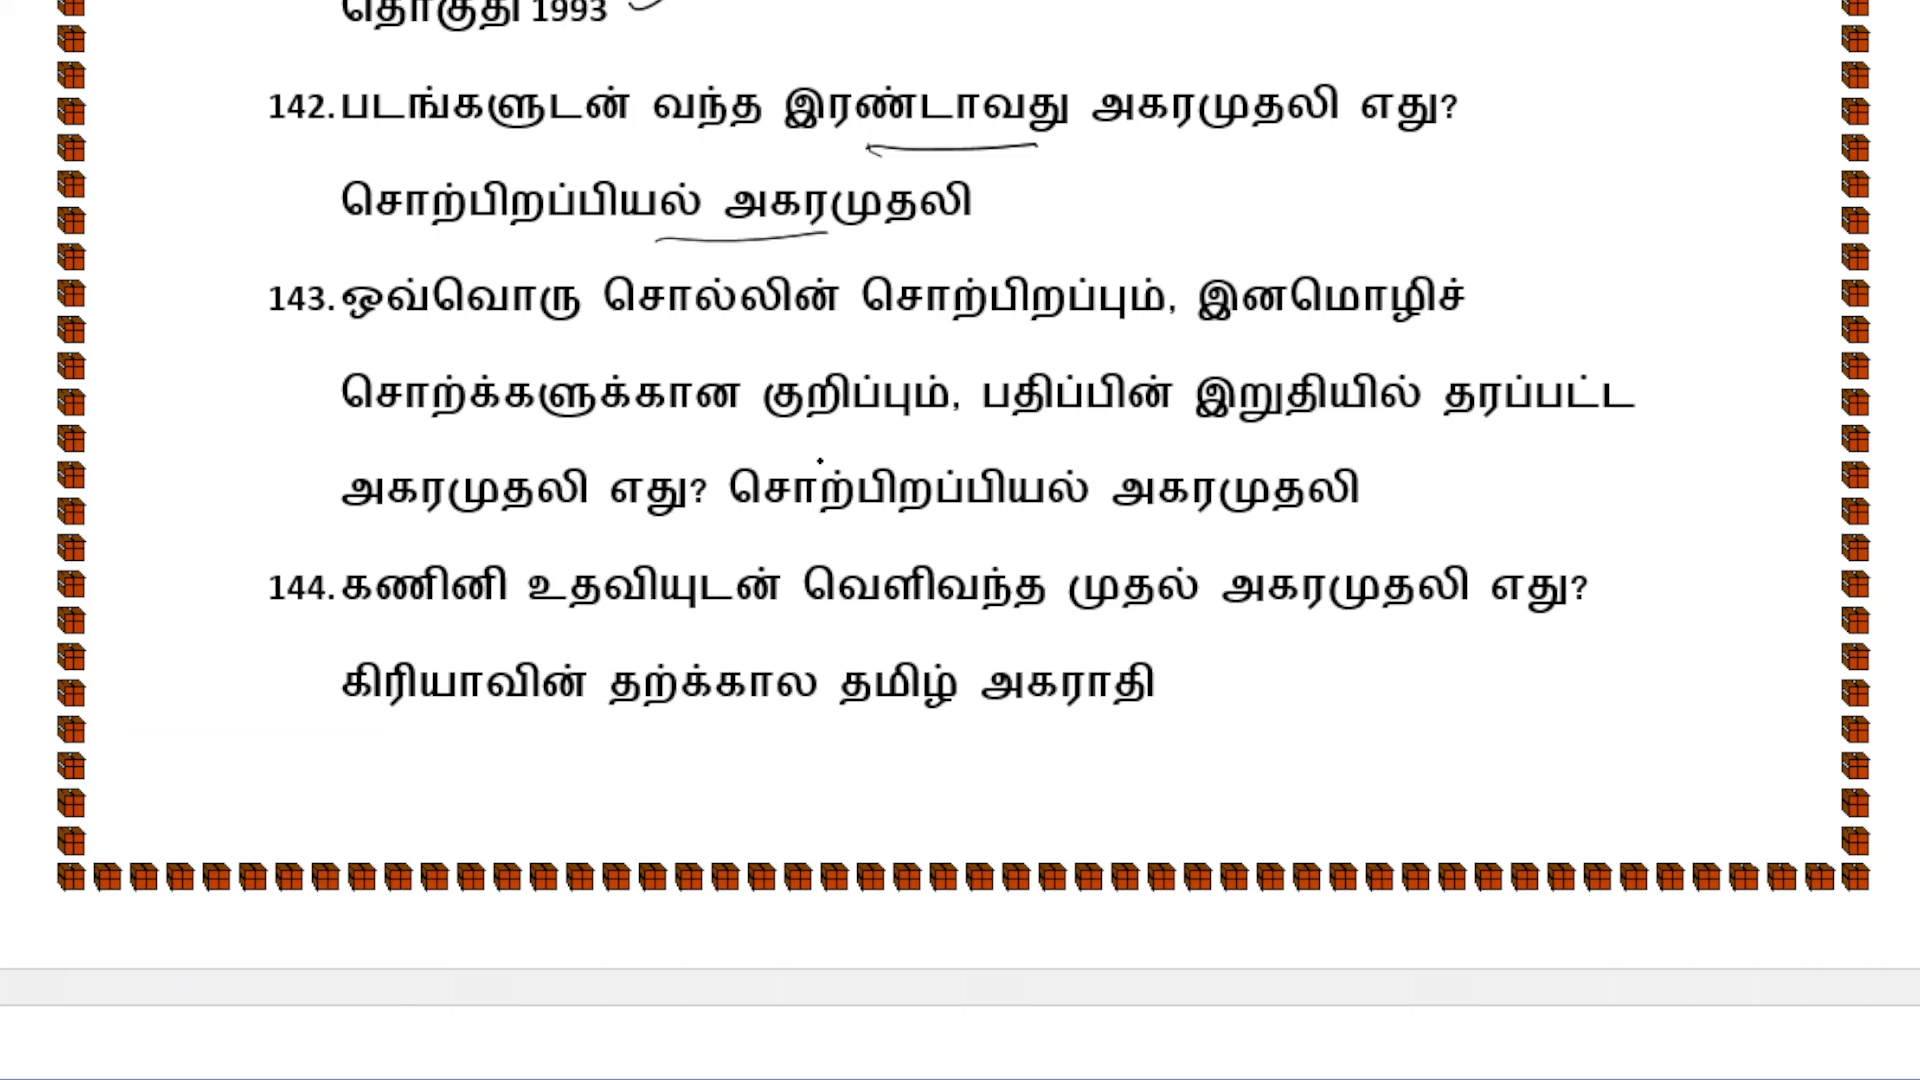 தொகுதி 1993
142. படங்களுடன் வந்த இரண்டாவது அகரமுதலி எது?
சொற்பிறப்பியல் அகரமுதலி
143. ஒவ்வொரு சொல்லின் சொற்பிறப்பும், இனமொழிச்
சொற்க்களுக்கான குறிப்பும், பதிப்பின் இறுதியில் தரப்பட்ட
அகரமுதலி எது? சொற்பிறப்பியல் அகரமுதலி
144. கணினி உதவியுடன் வெளிவந்த முதல் அகரமுதலி எது?
கிரியாவின் தற்க்கால தமிழ் அகராதி